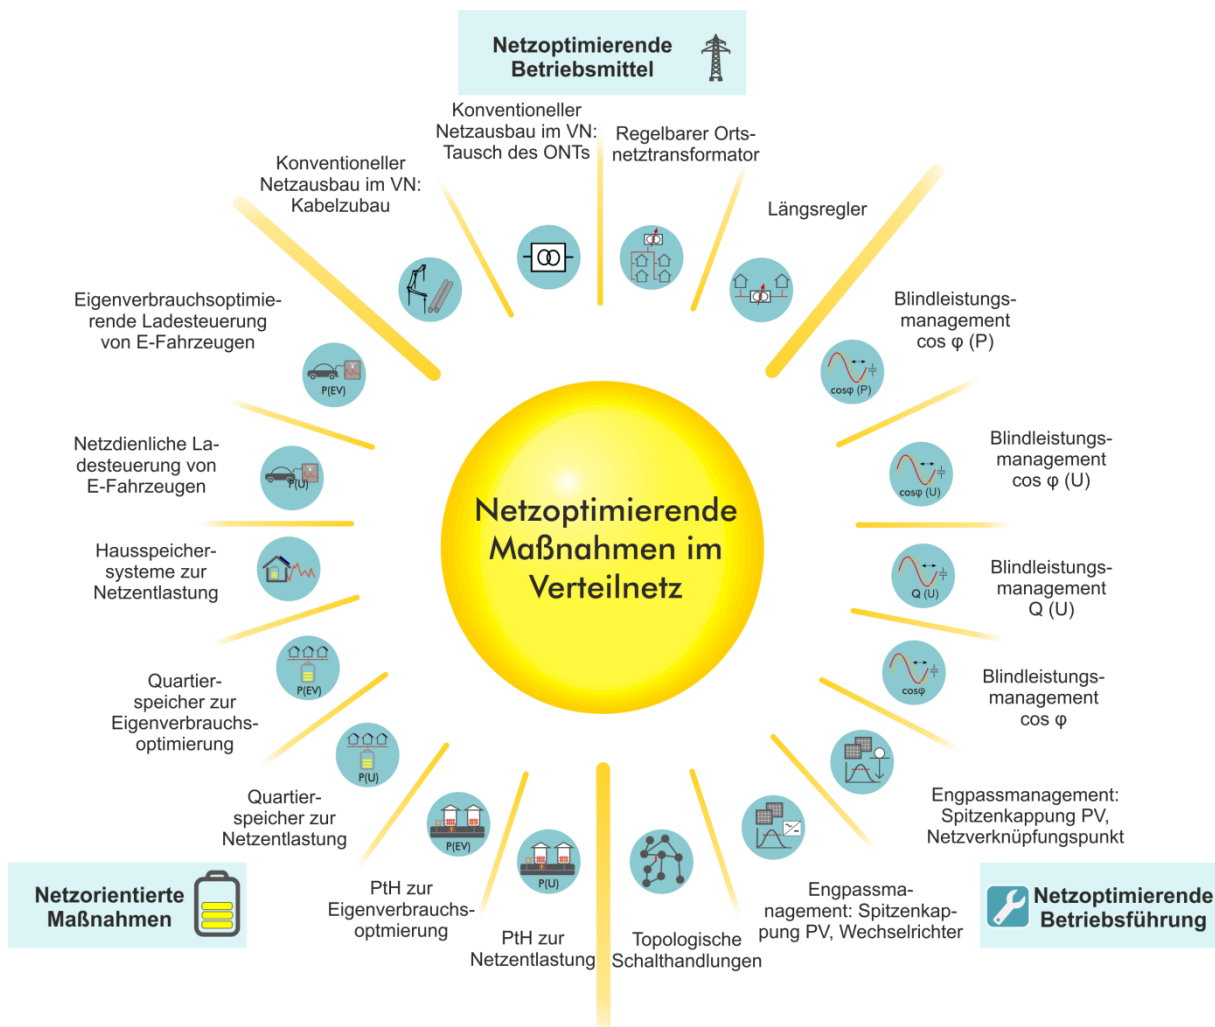 Netzoptimierende
Betriebsmittel
Konventioneller
Netzausbau im VN:
Tausch des ONTs
Regelbarer Orts-
netztransformator
Konventioneller
Netzausbau im VN:
Kabelzubau
Längsregler
Eigenverbrauchsoptimie-
rende Ladesteuerung
von E-Fahrzeugen
P(EV)
Blindleistungs-
management
cos φ (P)
cosφ (P)
Netzdienliche La-
desteuerung von
E-Fahrzeugen
P(U)
Blindleistungs-
management
cos φ (U)
cosφ (U)
Netzoptimierende
Maßnahmen im
Verteilnetz
Hausspeicher-
systeme zur
Netzentlastung
Blindleistungs-
management
Q (U)
Q (U)
Quartier-
speicher zur
Eigenverbrauchs-
optimierung
P(EV)
Blindleistungs-
management
cos φ
cosφ
Quartier-
speicher zur
Netzentlastung
P(U)
Engpassmanagement:
Spitzenkappung PV,
Netzverknüpfungspunkt
PtH zur
Eigenverbrauchs-
optmierung
P(EV)
PtH zur
Netzentlastung
P(U)
Topologische
Schalthandlungen
Engpassma-
nagement: Spitzenkap-
pung PV, Wechselrichter
Netzorientierte
Maßnahmen
Netzoptimierende
Betriebsführung